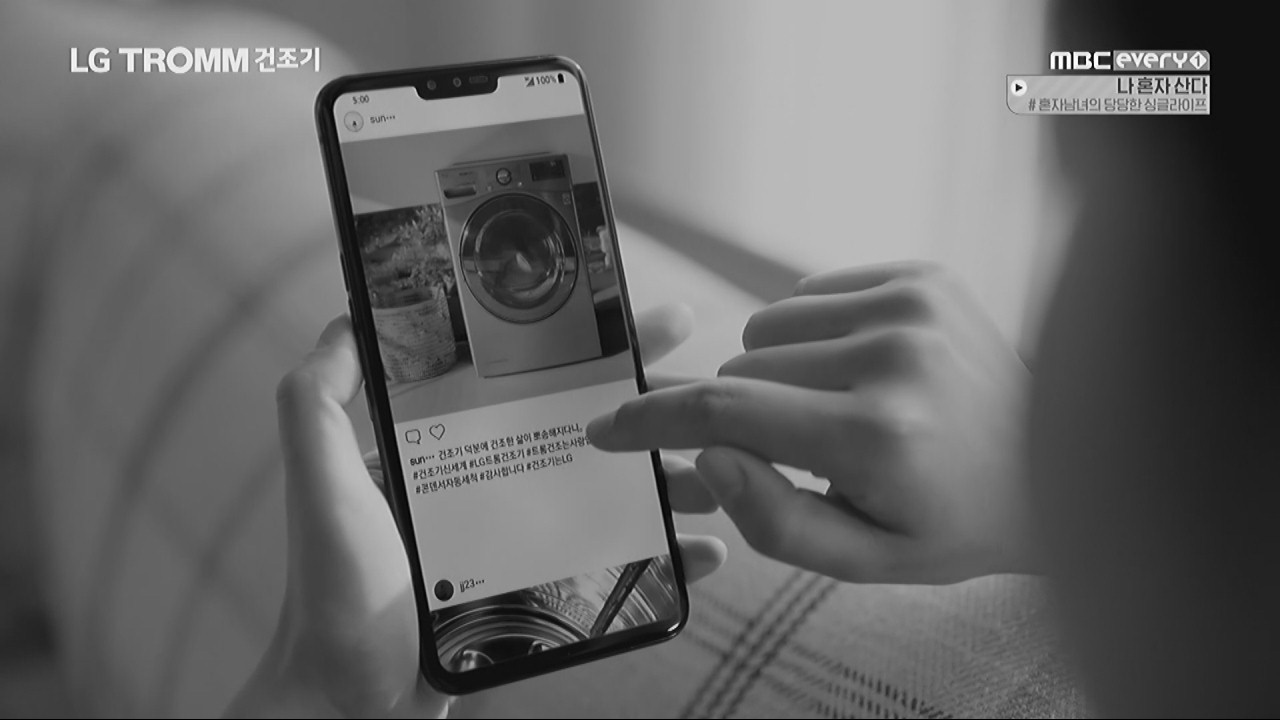 LG TROMM 건조기
MBC every1
나 혼자 산다
# 혼자남녀의 당당한 싱글라이프
5:00
100%
sun···
sun··· 건조기 덕분에 건조한 삶이 뽀송해지다니,
#건조기신세계 #LG트롬건조기 #트롬건조는사랑
#콘덴서자동세척 #감사합니다 #건조기는LG
jj23···